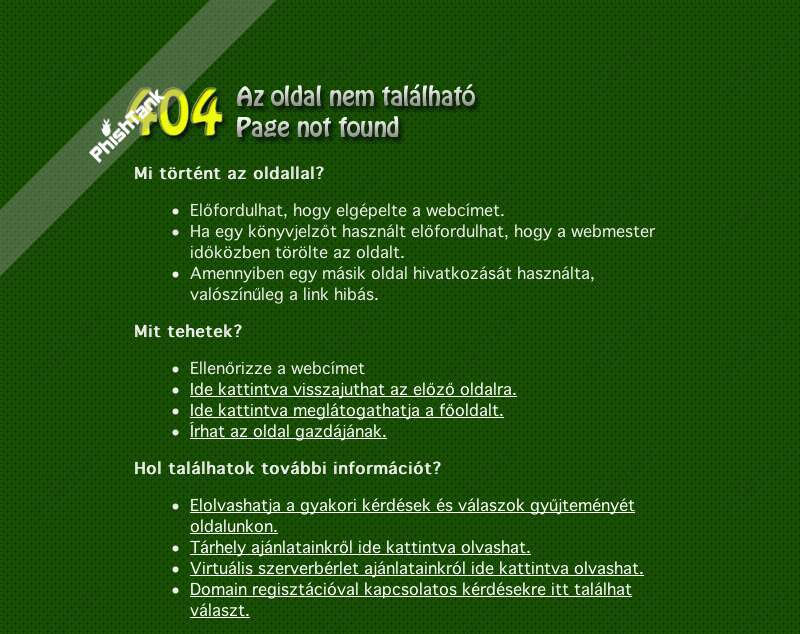 404
Az oldal nem található
Page not found
PhishTank
Mi történt az oldallal?
Előfordulhat, hogy elgépelte a webcímet.
Ha egy könyvjelzőt használt előfordulhat, hogy a webmester
időközben törölte az oldalt.
Amennyiben egy másik oldal hivatkozását használta,
valószínűleg a link hibás.
Mit tehetek?
Ellenőrizze a webcímet
Ide kattintva visszajuthat az előző oldalra.
Ide kattintva meglátogathatja a főoldalt.
Írhat az oldal gazdájának.
Hol találhatok további információt?
Elolvashatja a gyakori kérdések és válaszok gyűjteményét
oldalunkon.
Tárhely ajánlatainkről ide kattintva olvashat.
Virtuális szerverbérlet ajánlatainkról ide kattintva olvashat.
Domain regisztációval kapcsolatos kérdésekre itt találhat
választ.